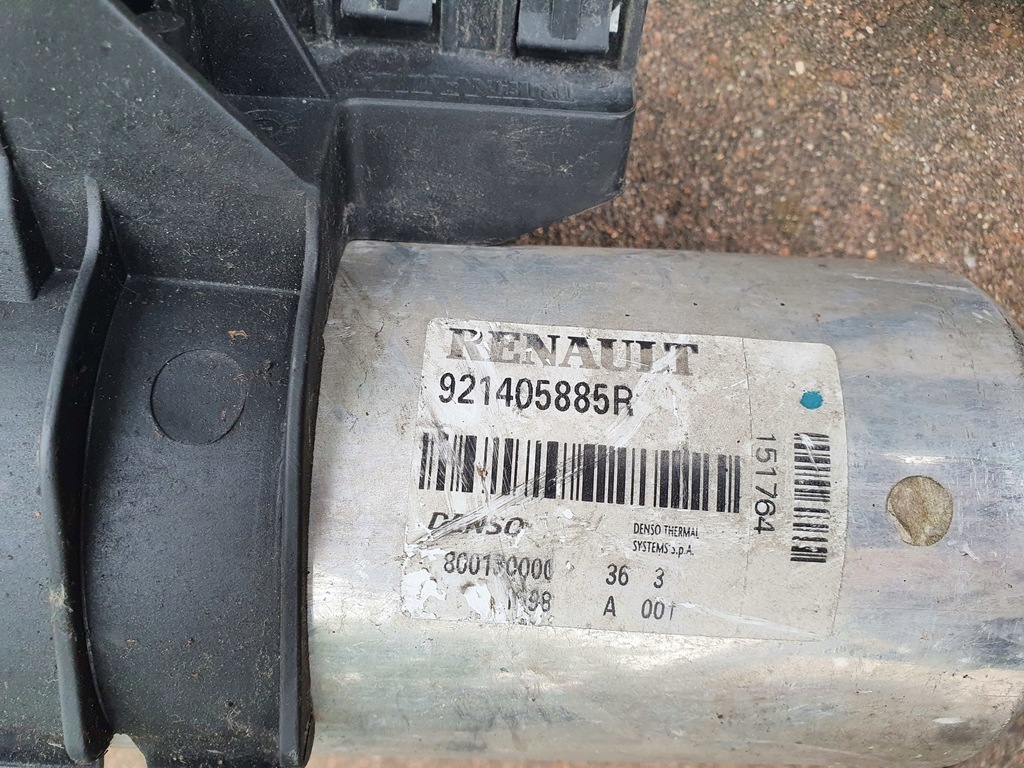 RENAULT
921405885R
151764
DENSO
DENSO THERMAL
SYSTEMS S.p.A.
36 3
A 001